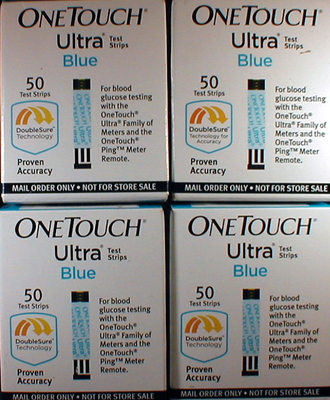 ONETOUCH®
Ultra® Test Strips
Blue
50
Test Strips
DoubleSure™
Technology
Proven
Accuracy
For blood
glucose testing
with the
OneTouch®
Ultra® Family of
Meters and the
OneTouch®
Ping™ Meter
Remote.
MAIL ORDER ONLY • NOT FOR STORE SALE
ONETOUCH®
Ultra® Test Strips
Blue
50
Test Strips
DoubleSure™
Technology for
Accuracy
Proven
Accuracy
For blood
glucose testing
with the
OneTouch®
Ultra® Family of
Meters and the
OneTouch®
Ping™ Meter
Remote.
MAIL ORDER ONLY • NOT FOR STORE SALE
ONETOUCH®
Ultra® Test Strips
Blue
50
Test Strips
DoubleSure™
Technology
Proven
Accuracy
For blood
glucose testing
with the
OneTouch®
Ultra® Family of
Meters and the
OneTouch®
Ping™ Meter
Remote.
MAIL ORDER ONLY • NOT FOR STORE SALE
ONETOUCH®
Ultra® Test Strips
Blue
50
Test Strips
DoubleSure™
Technology
Proven
Accuracy
For blood
glucose testing
with the
OneTouch®
Ultra® Family of
Meters and the
OneTouch®
Ping™ Meter
Remote.
MAIL ORDER ONLY • NOT FOR STORE SALE